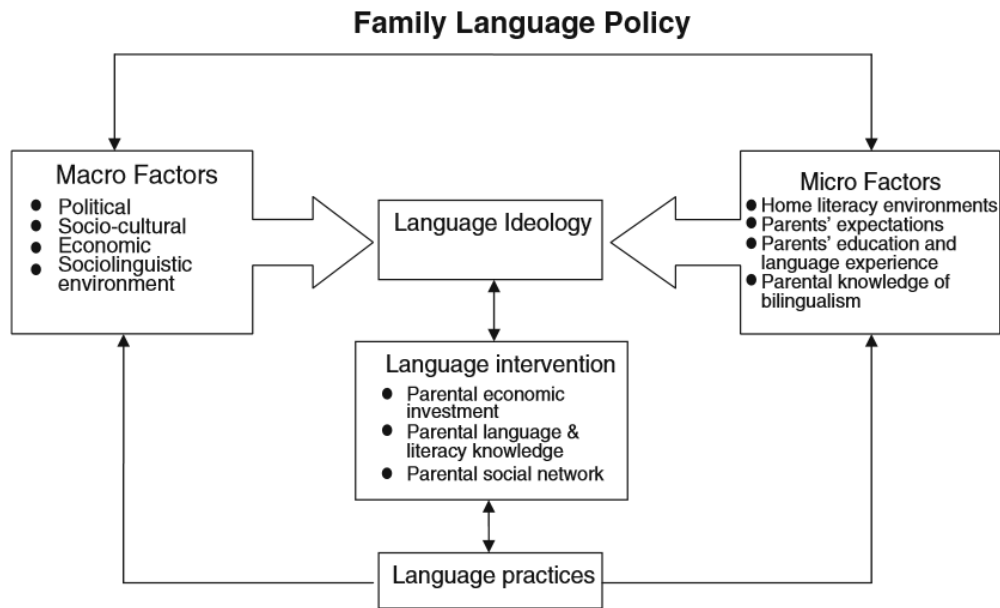 Family Language Policy
Macro Factors
● Political
● Socio-cultural
● Economic
● Sociolinguistic
environment
Language Ideology
Micro Factors
● Home literacy environments
● Parents' expectations
● Parents' education and
language experience
● Parental knowledge of
bilingualism
Language intervention
● Parental economic
investment
● Parental language &
literacy knowledge
● Parental social network
Language practices